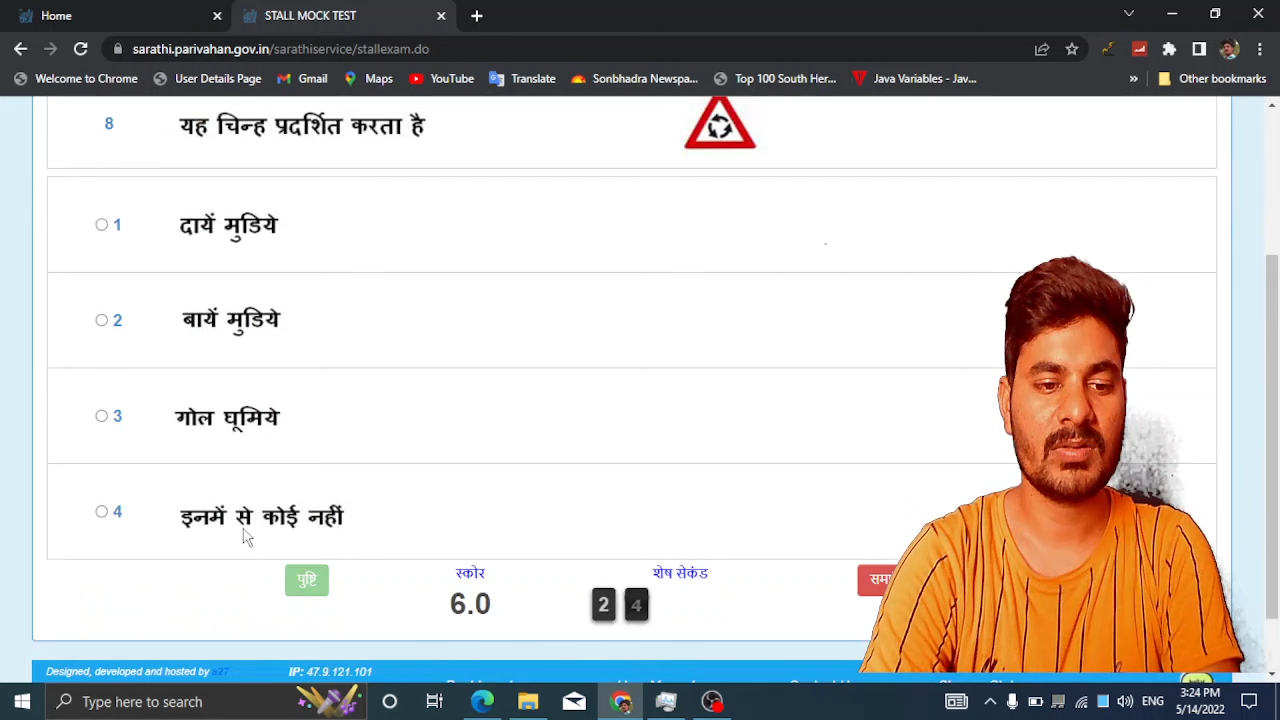 Home
STALL MOCK TEST
sarathi.parivahan.gov.in/sarathiservice/stallexam.do
Welcome to Chrome
User Details Page
Gmail
Maps
YouTube
Translate
Sonbhadra Newspa...
Top 100 South Her...
Java Variables - Jav...
Other bookmarks
8
यह चिन्ह प्रदर्शित करता है
1 दायें मुडिये
2 बायें मुडिये
3 गोल घूमिये
4 इनमें से कोई नहीं
पुष्टि
स्कोर
शेष सेकंड
6.0
2 4
Designed, developed and hosted by
IP: 47.9.121.101
Type here to search
ENG
3:24 PM
5/14/2022